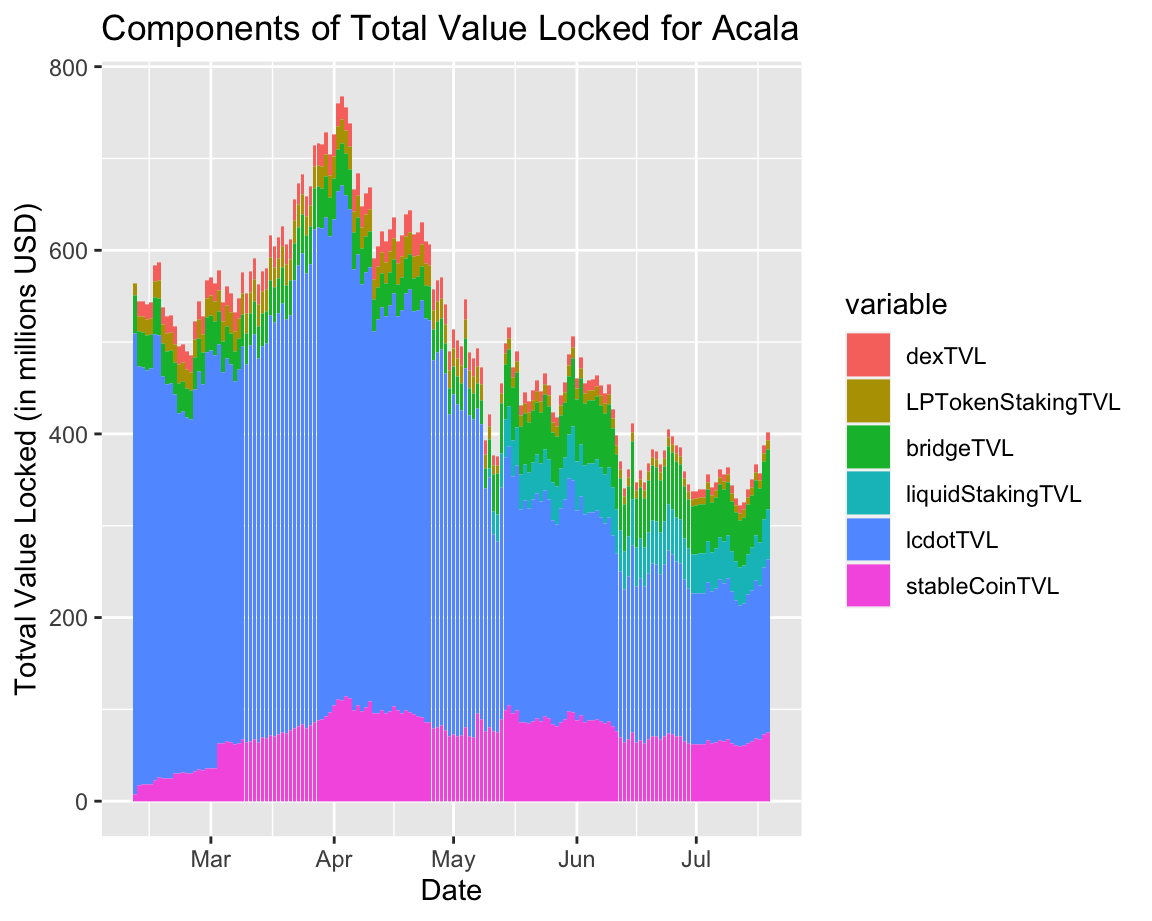 Components of Total Value Locked for Acala
Totval Value Locked (in millions USD)
800
600
400
200
0
Mar
Apr
May
Jun
Jul
Date
variable
dexTVL
LPTokenStakingTVL
bridgeTVL
liquidStakingTVL
lcdotTVL
stableCoinTVL